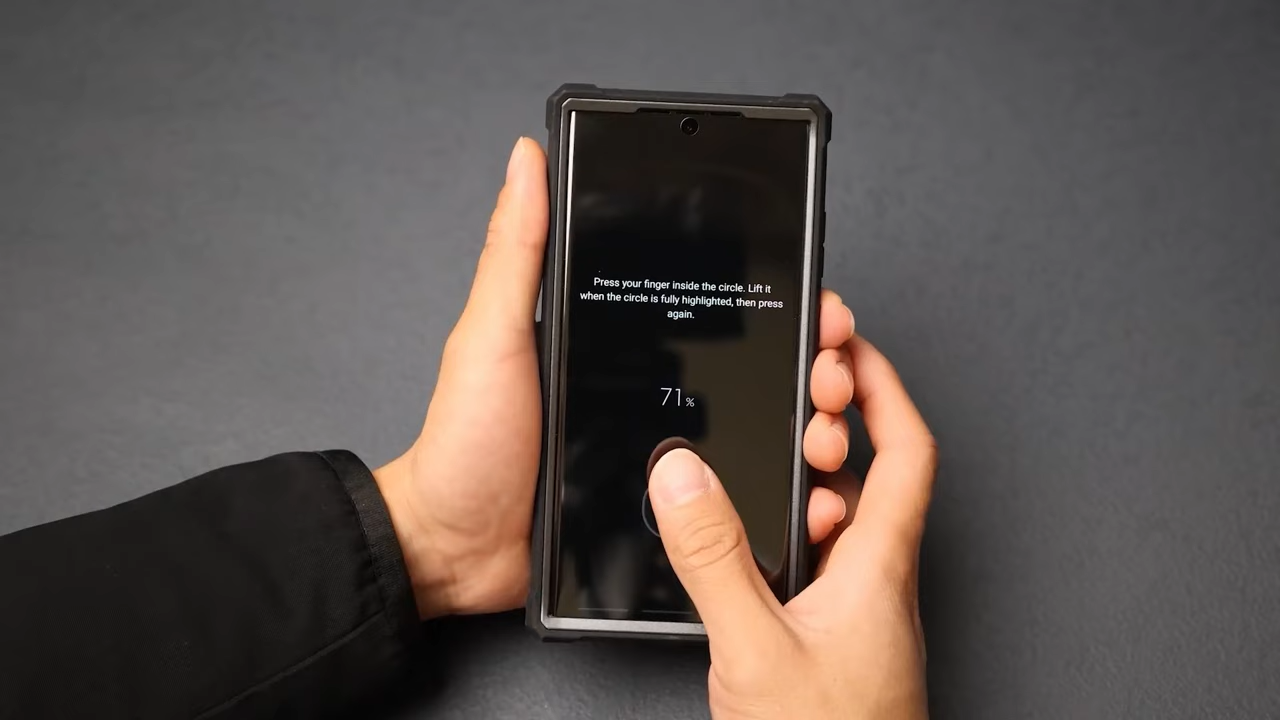 Press your finger inside the circle. Lift it
when the circle is fully highlighted, then press
again.
71%